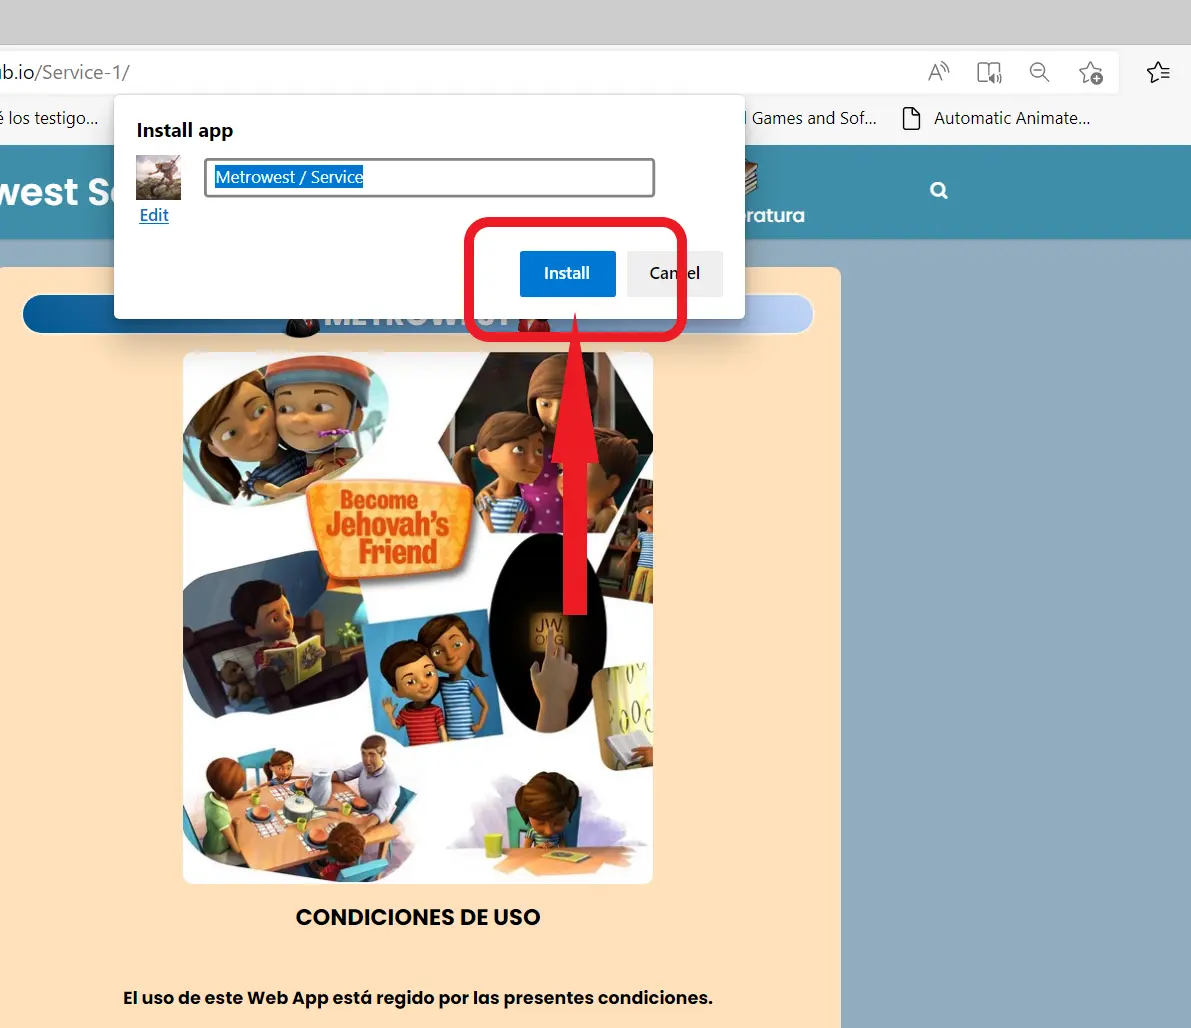 b.io/Service-1/
é los testigo...
l Games and Sof...
Automatic Animate...
Install app
Metrowest / Service
Edit
Install
Cancel
west Se
eratura
METROWEST
Become
Jehovah's
Friend
JW.
ORG
CONDICIONES DE USO
El uso de este Web App está regido por las presentes condiciones.